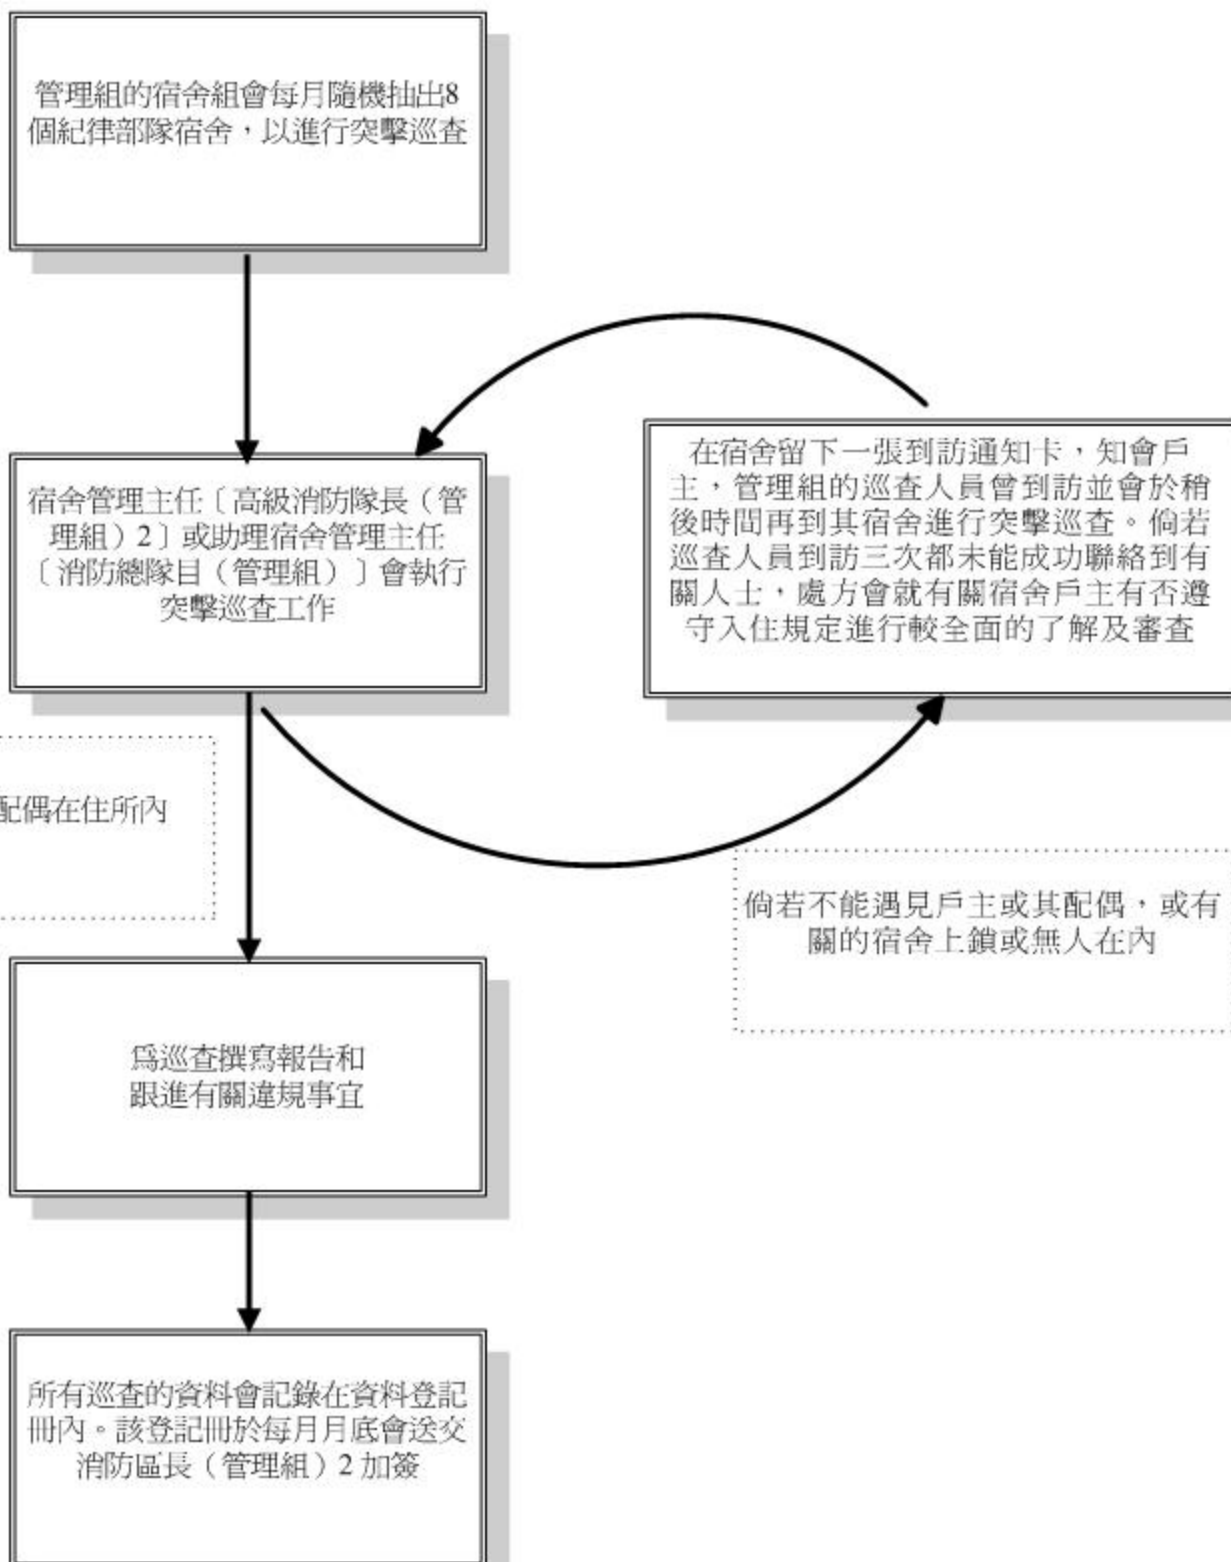 管理組的宿舍組會每月隨機抽出8
個紀律部隊宿舍，以進行突擊巡查
在宿舍留下一張到訪通知卡，知會戶
主，管理組的巡查人員曾到訪並會於稍
後時間再到其宿舍進行突擊巡查。倘若
巡查人員到訪三次都未能成功聯絡到有
關人士，處方會就有關宿舍戶主有否遵
守入住規定進行較全面的了解及審查
宿舍管理主任〔高級消防隊長（管
理組）2〕或助理宿舍管理主任
〔消防總隊目（管理組）〕會執行
突擊巡查工作
配偶在住所內
倘若不能遇見戶主或其配偶，或有
關的宿舍上鎖或無人在內
爲巡查撰寫報告和
跟進有關違規事宜
所有巡查的資料會記錄在資料登記
冊內。該登記冊於每月月底會送交
消防區長（管理組）2 加簽